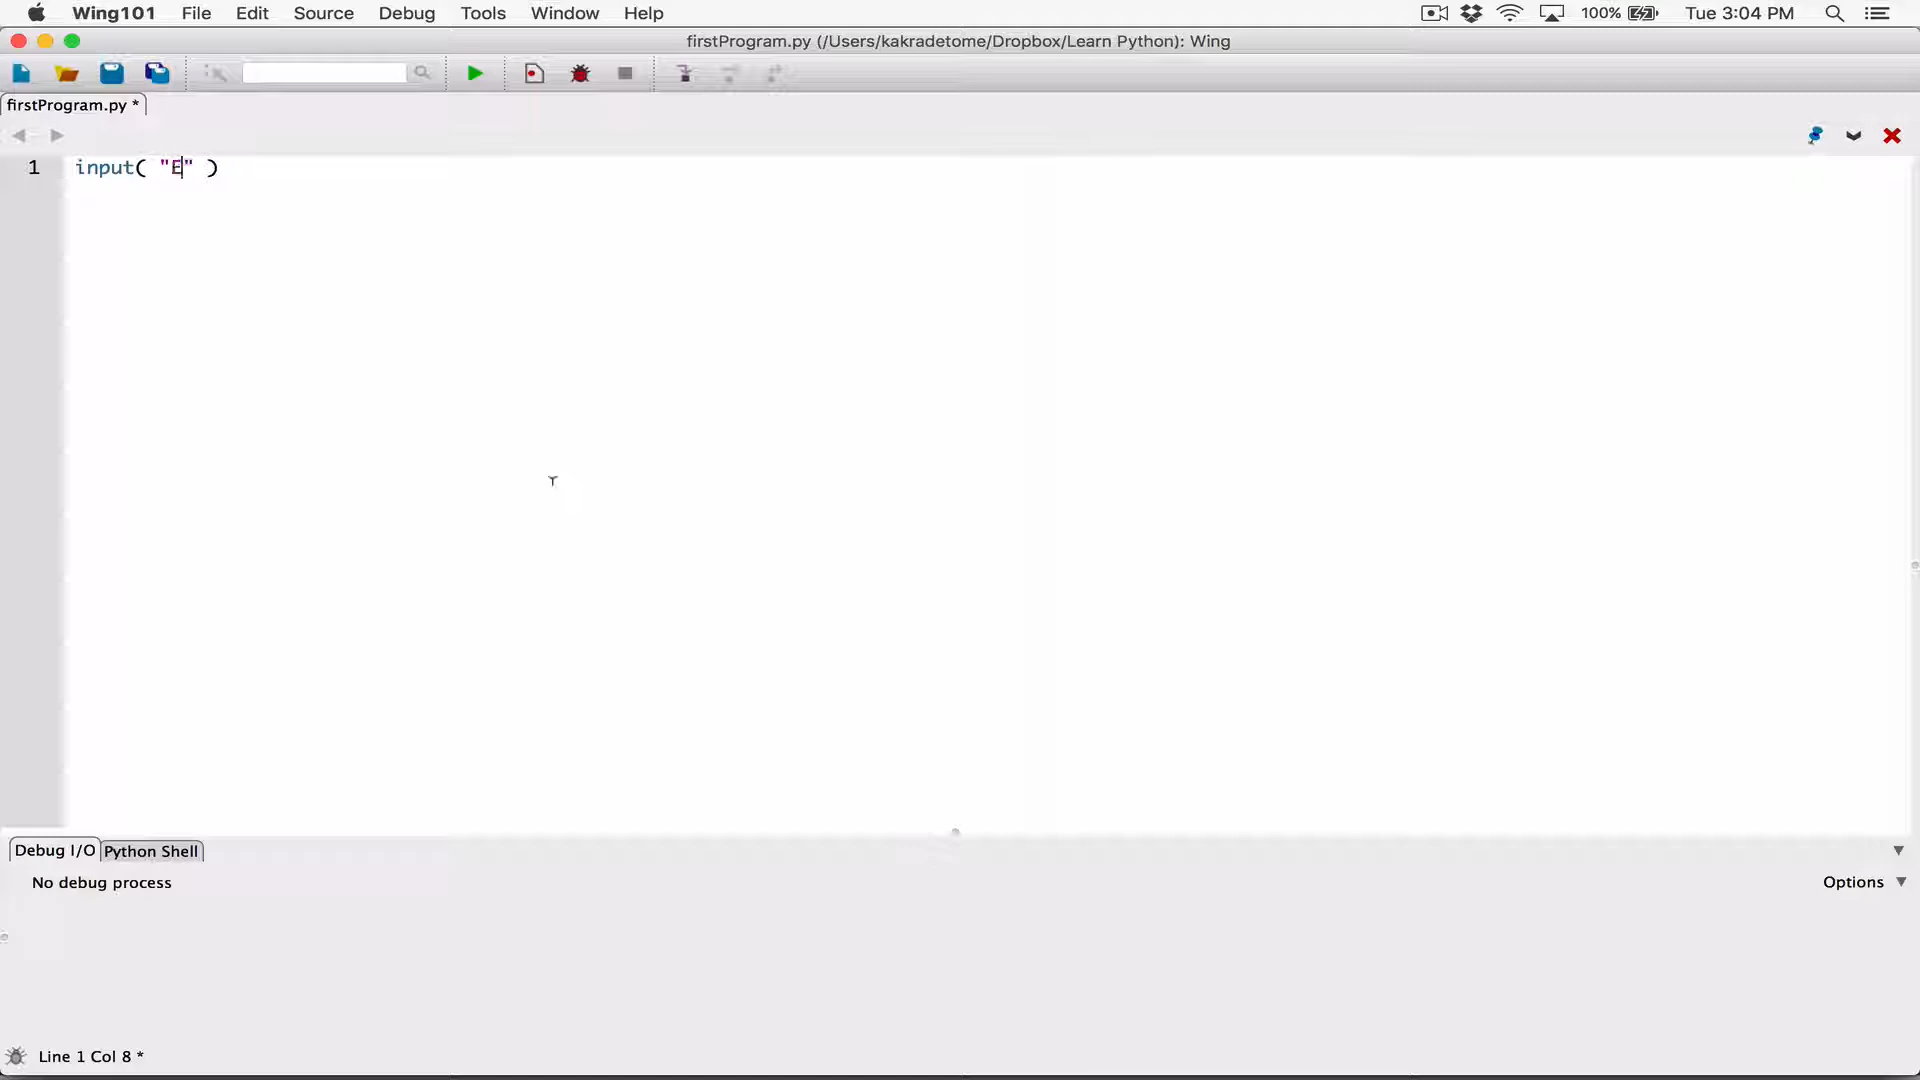 Wing101 File Edit Source Debug Tools Window Help 100% Tue 3:04 PM
firstProgram.py (/Users/kakradetome/Dropbox/Learn Python): Wing
firstProgram.py *
1 input( "E" )
Debug I/O Python Shell
No debug process Options
Line 1 Col 8 *